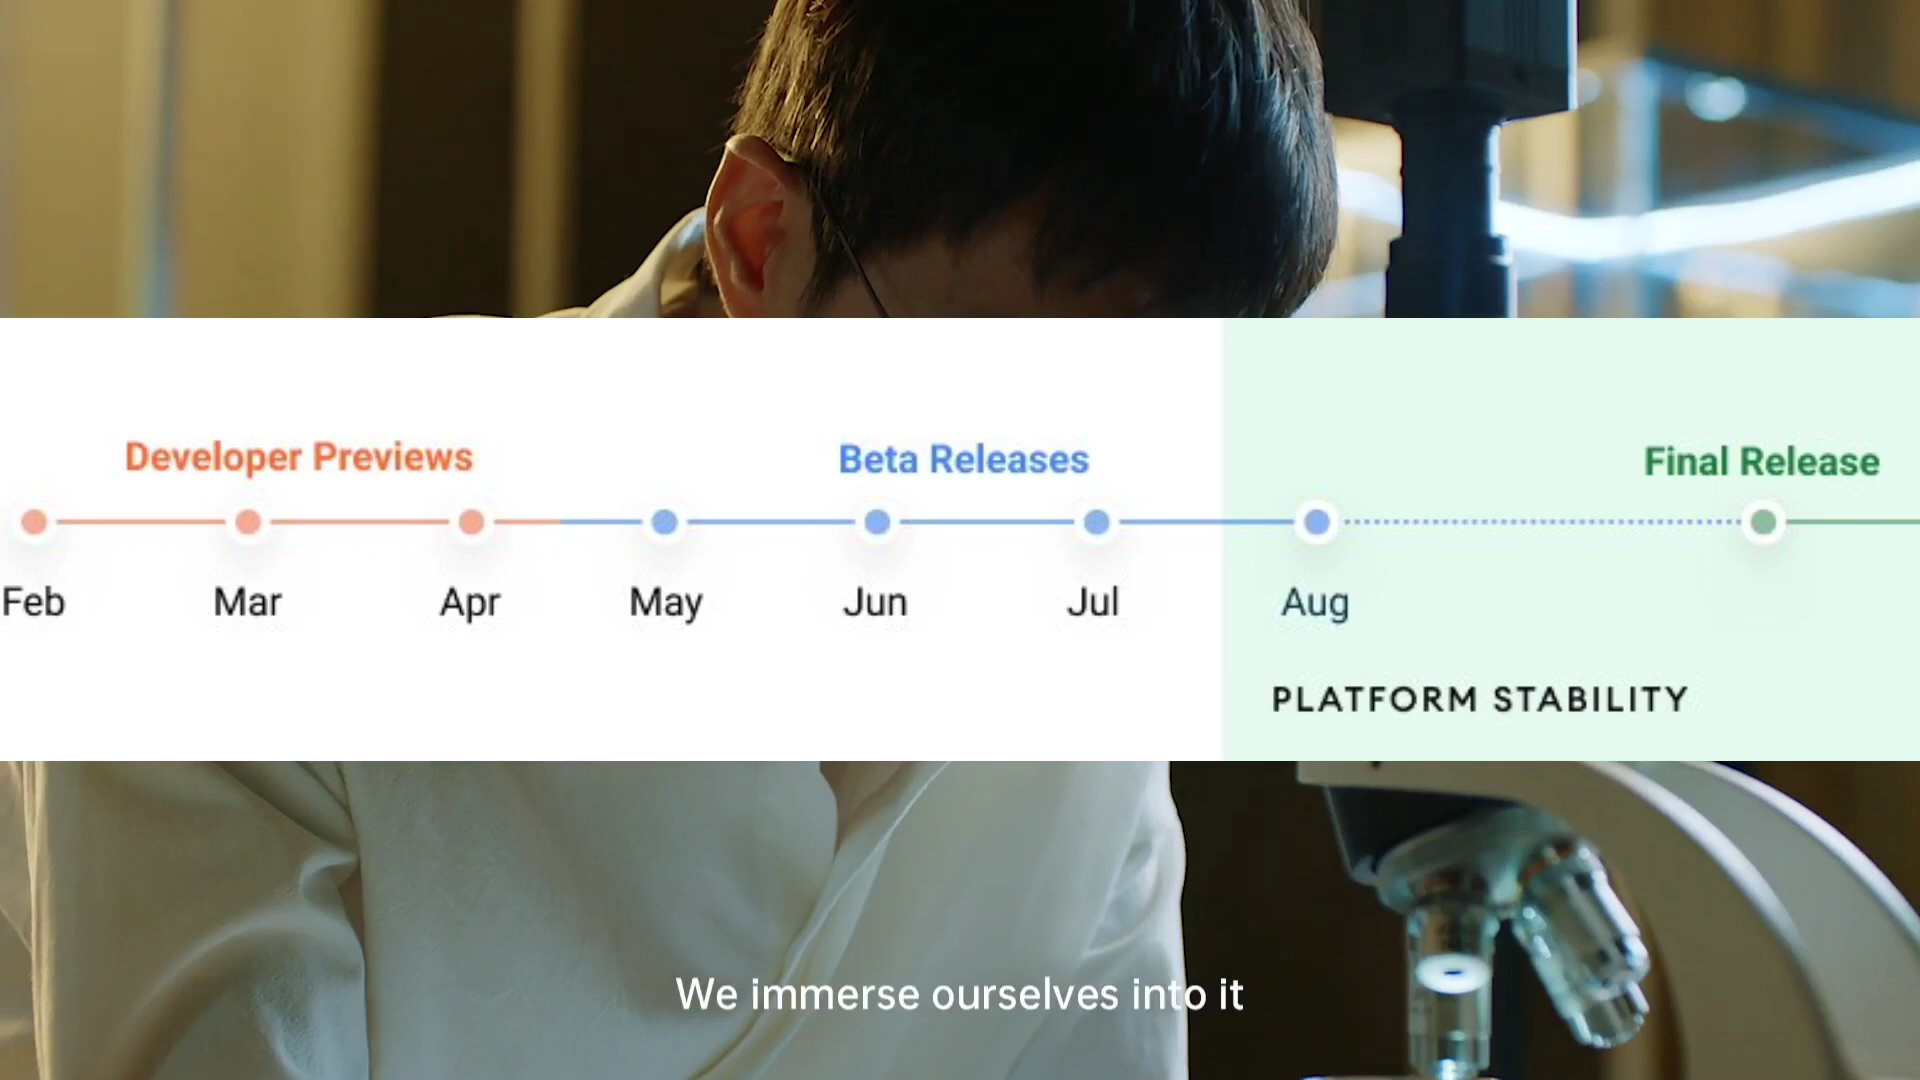 Developer Previews
Beta Releases
Final Release
Feb
Mar
Apr
May
Jun
Jul
Aug
PLATFORM STABILITY
We immerse ourselves into it